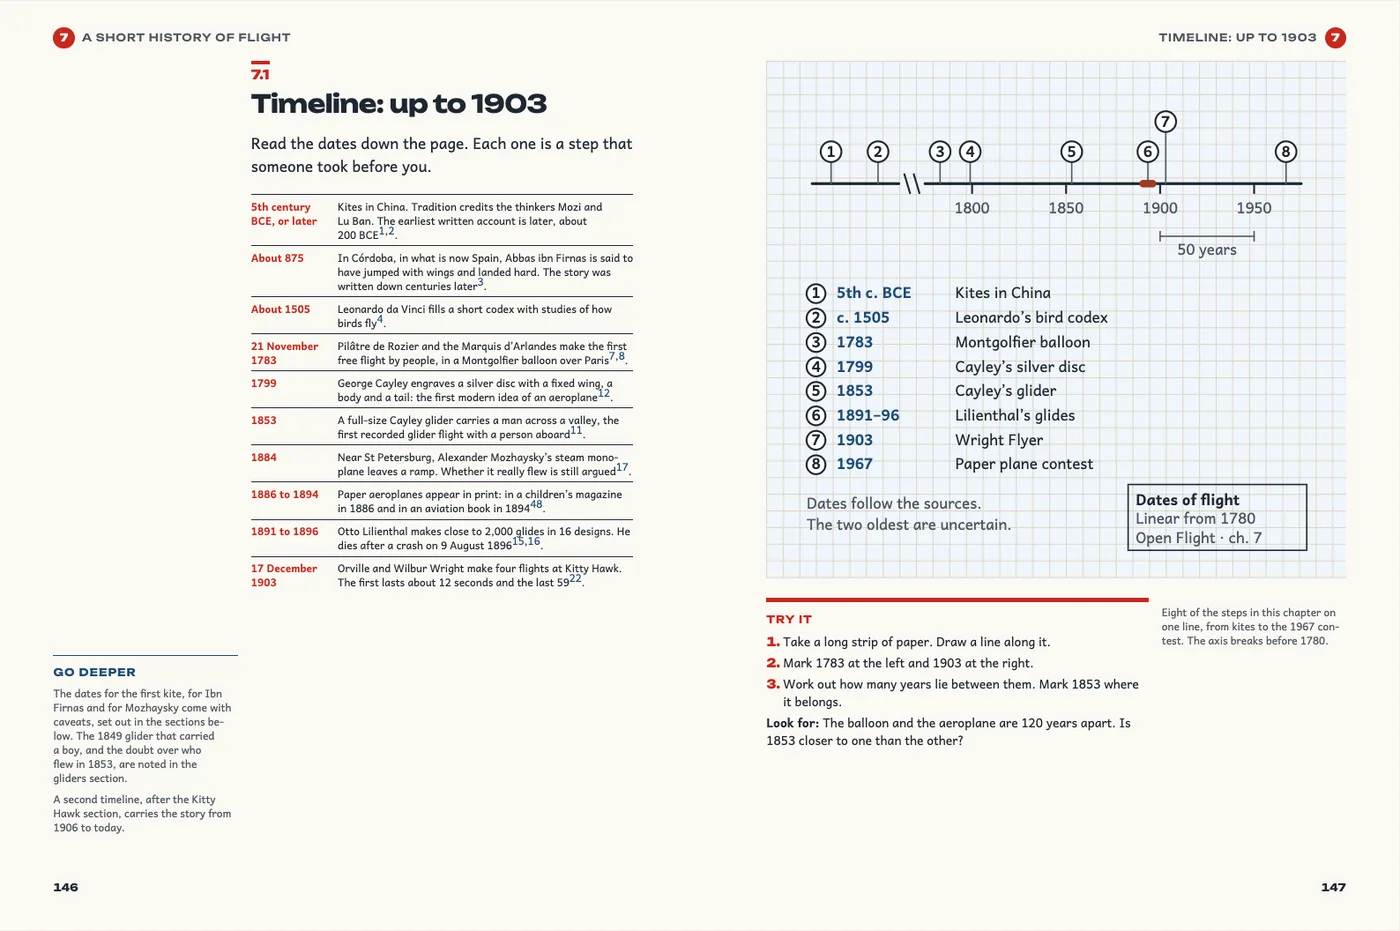 7 A SHORT HISTORY OF FLIGHT
7.1
Timeline: up to 1903
Read the dates down the page. Each one is a step that
someone took before you.
5th century
BCE, or later
Kites in China. Tradition credits the thinkers Mozi and
Lu Ban. The earliest written account is later, about
200 BCE1,2.
About 875
In Córdoba, in what is now Spain, Abbas ibn Firnas is said to
have jumped with wings and landed hard. The story was
written down centuries later3.
About 1505
Leonardo da Vinci fills a short codex with studies of how
birds fly4.
21 November
1783
Pilâtre de Rozier and the Marquis d’Arlandes make the first
free flight by people, in a Montgolfier balloon over Paris7,8.
1799
George Cayley engraves a silver disc with a fixed wing, a
body and a tail: the first modern idea of an aeroplane12.
1853
A full-size Cayley glider carries a man across a valley, the
first recorded glider flight with a person aboard11.
1884
Near St Petersburg, Alexander Mozhaysky’s steam mono-
plane leaves a ramp. Whether it really flew is still argued17.
1886 to 1894
Paper aeroplanes appear in print: in a children’s magazine
in 1886 and in an aviation book in 189448.
1891 to 1896
Otto Lilienthal makes close to 2,000 glides in 16 designs. He
dies after a crash on 9 August 189615,16.
17 December
1903
Orville and Wilbur Wright make four flights at Kitty Hawk.
The first lasts about 12 seconds and the last 5922.
GO DEEPER
The dates for the first kite, for Ibn
Firnas and for Mozhaysky come with
caveats, set out in the sections be-
low. The 1849 glider that carried
a boy, and the doubt over who
flew in 1853, are noted in the
gliders section.
A second timeline, after the Kitty
Hawk section, carries the story from
1906 to today.
146
TIMELINE: UP TO 1903 7
1 2 3 4 5 6 7 8
1800 1850 1900 1950
50 years
1 5th c. BCE Kites in China
2 c. 1505 Leonardo’s bird codex
3 1783 Montgolfier balloon
4 1799 Cayley’s silver disc
5 1853 Cayley’s glider
6 1891–96 Lilienthal’s glides
7 1903 Wright Flyer
8 1967 Paper plane contest
Dates follow the sources.
The two oldest are uncertain.
Dates of flight
Linear from 1780
Open Flight · ch. 7
TRY IT
1. Take a long strip of paper. Draw a line along it.
2. Mark 1783 at the left and 1903 at the right.
3. Work out how many years lie between them. Mark 1853 where
it belongs.
Look for: The balloon and the aeroplane are 120 years apart. Is
1853 closer to one than the other?
Eight of the steps in this chapter on
one line, from kites to the 1967 con-
test. The axis breaks before 1780.
147